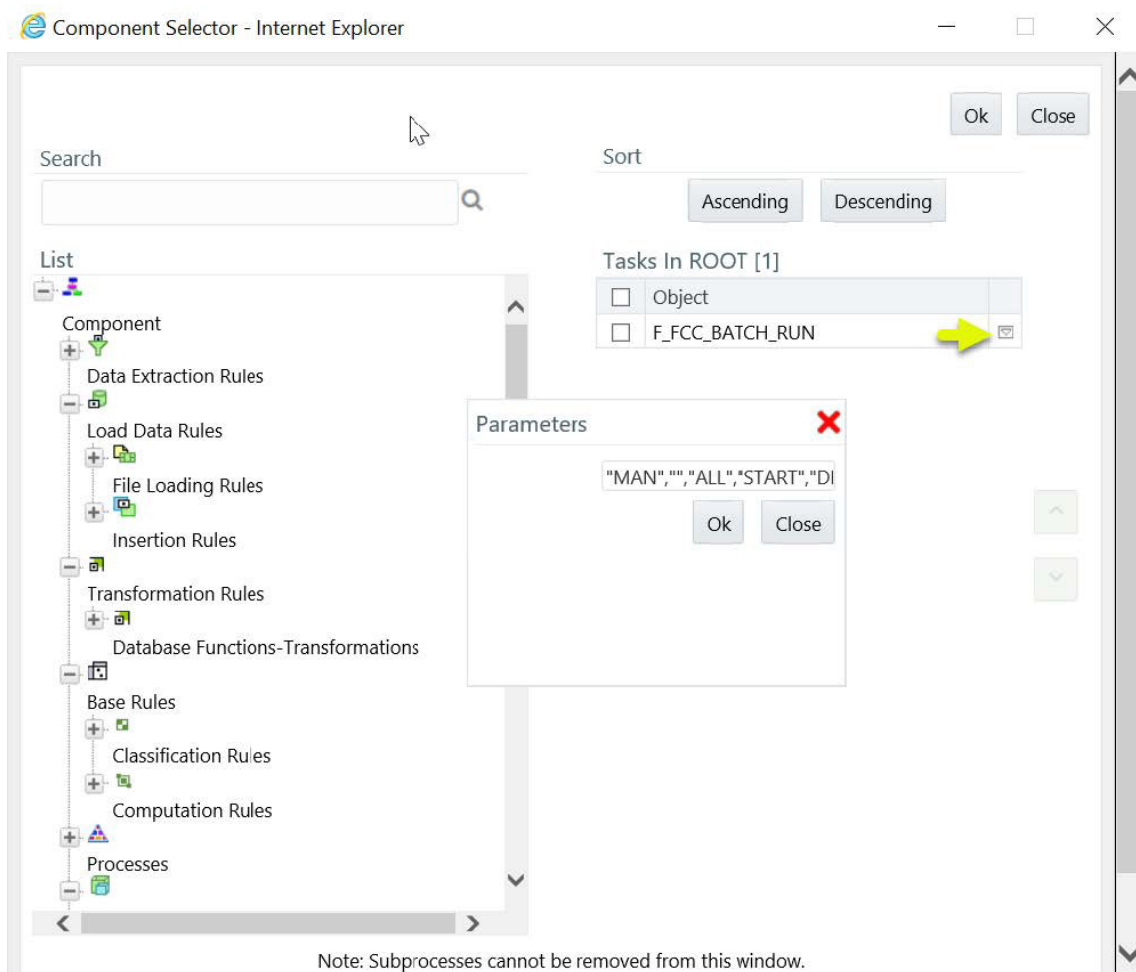 Component Selector - Internet Explorer
Ok Close
Search
Sort
Ascending Descending
List
Tasks In ROOT [1]
Object
F_FCC_BATCH_RUN
Component
Data Extraction Rules
Load Data Rules
File Loading Rules
Insertion Rules
Transformation Rules
Database Functions-Transformations
Base Rules
Classification Rules
Computation Rules
Processes
Parameters
"MAN","","ALL","START","DI
Ok Close
Note: Subprocesses cannot be removed from this window.